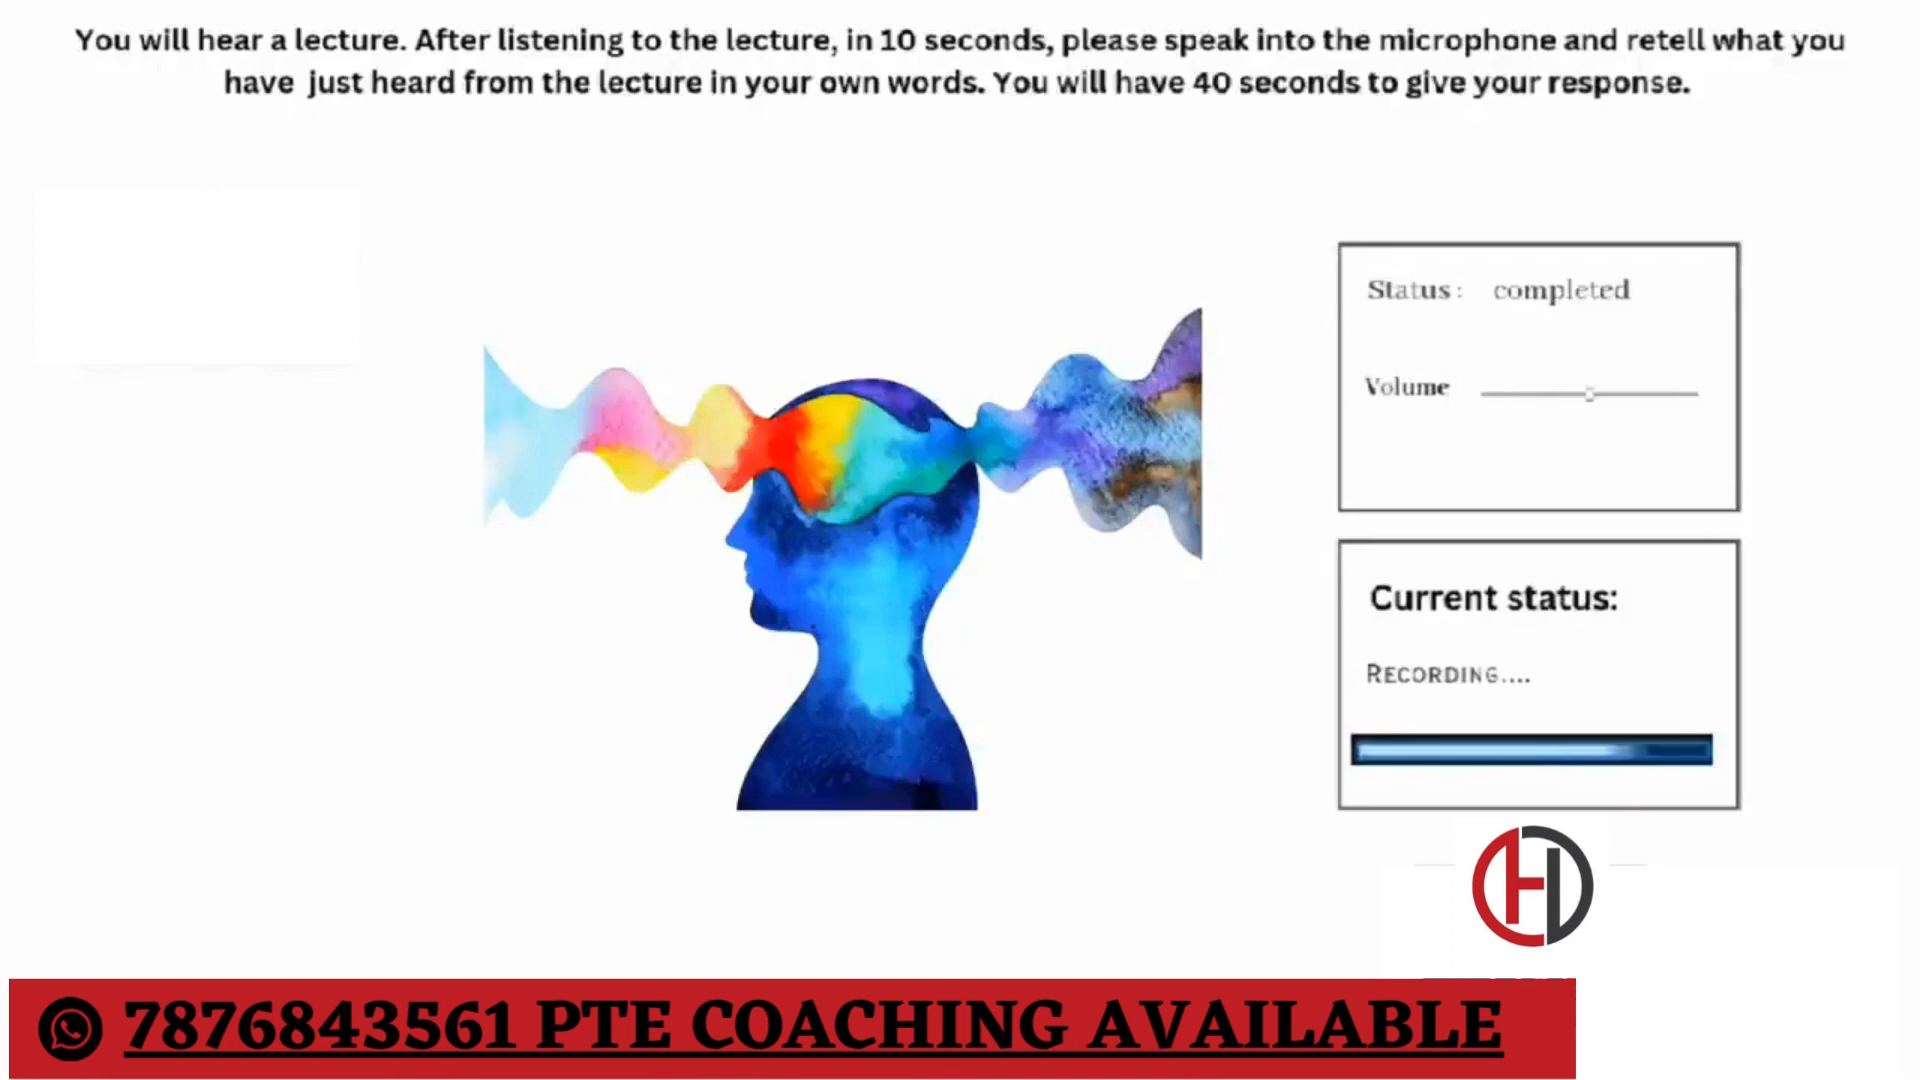 You will hear a lecture. After listening to the lecture, in 10 seconds, please speak into the microphone and retell what you
have just heard from the lecture in your own words. You will have 40 seconds to give your response.
Status: completed
Volume
Current status:
RECORDING....
7876843561 PTE COACHING AVAILABLE